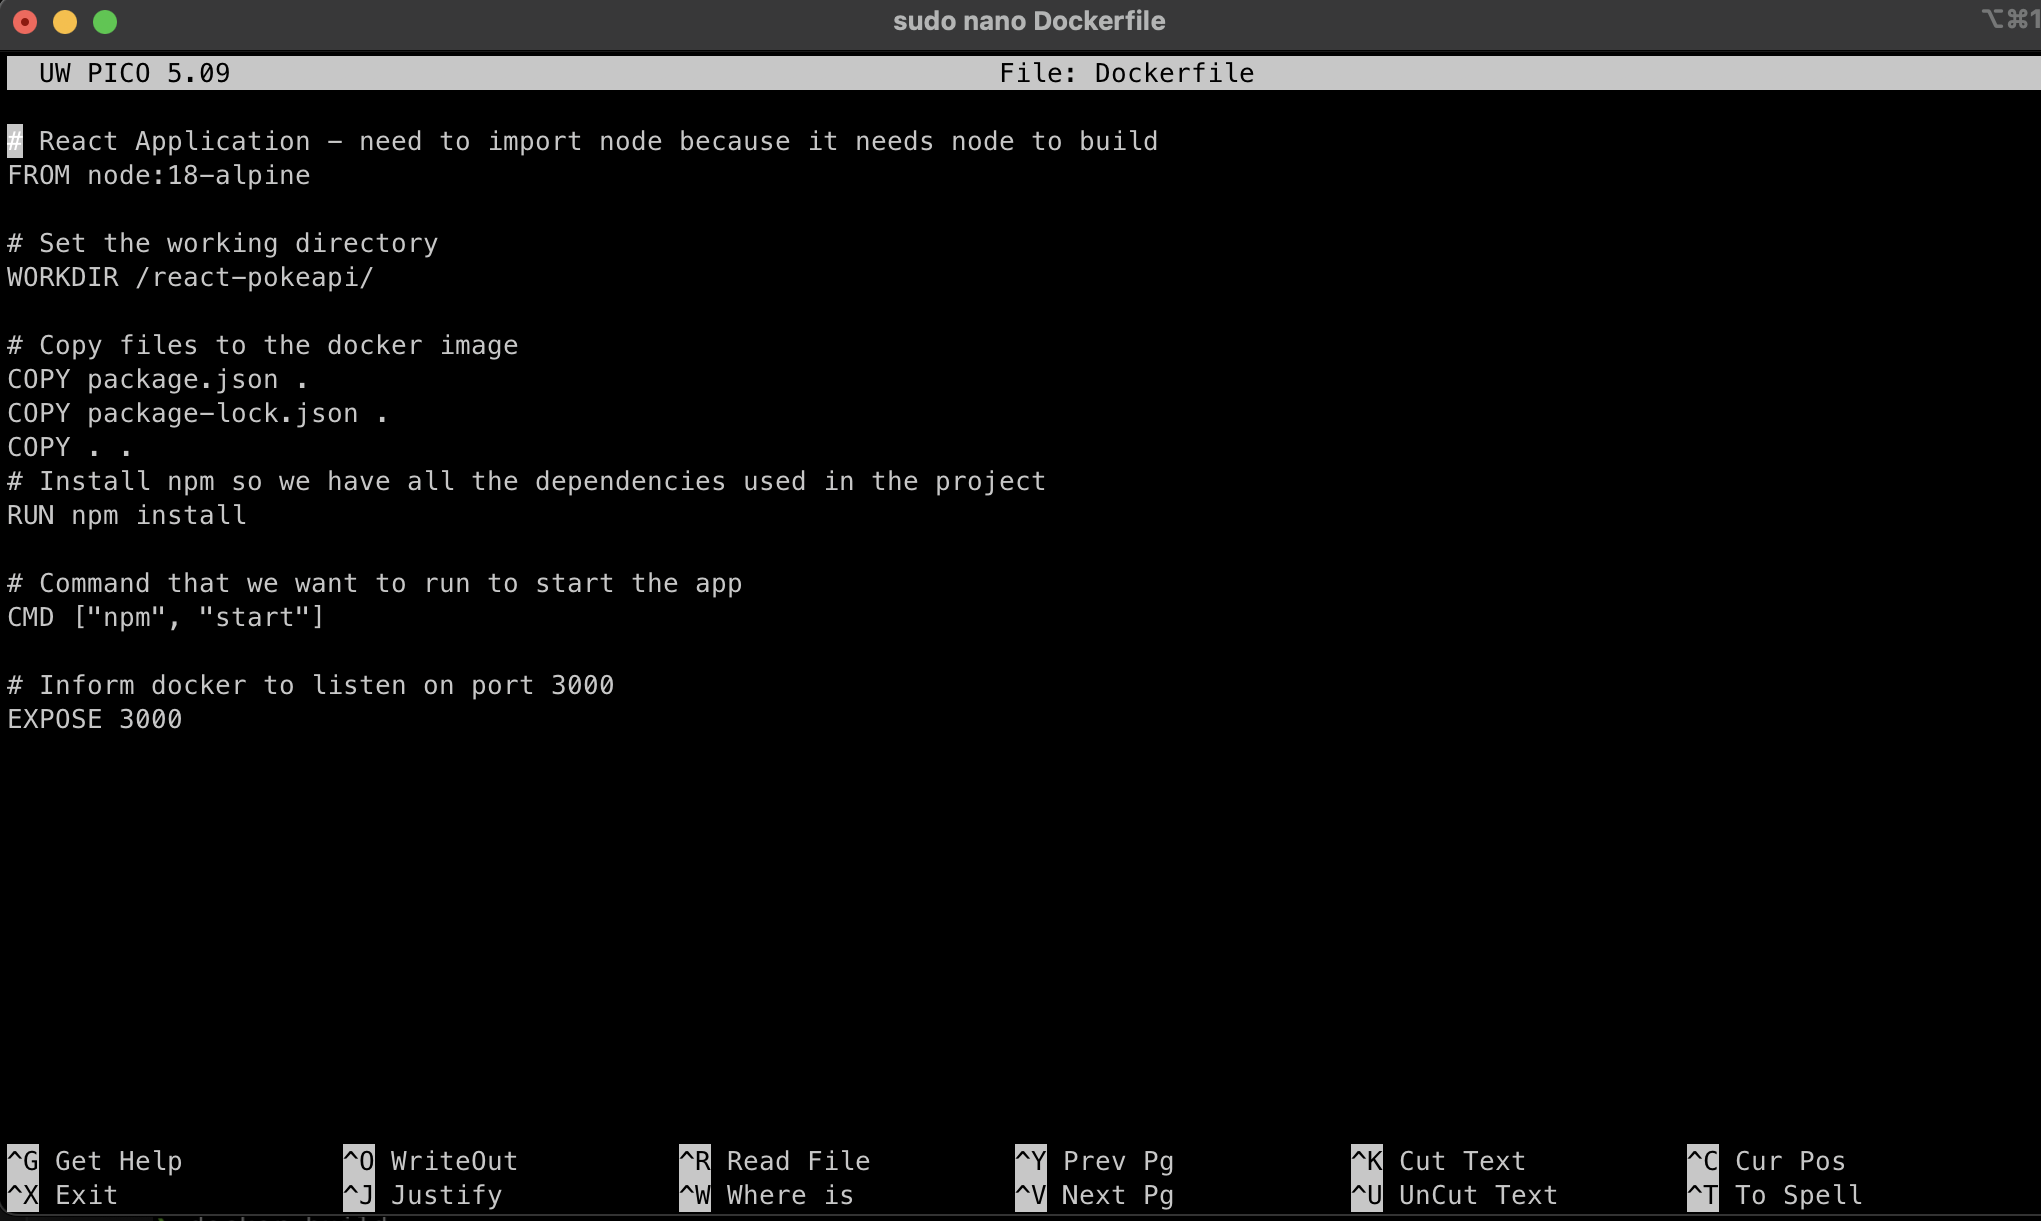 sudo nano Dockerfile
⌥⌘1
UW PICO 5.09 File: Dockerfile
# React Application - need to import node because it needs node to build
FROM node:18-alpine
# Set the working directory
WORKDIR /react-pokeapi/
# Copy files to the docker image
COPY package.json .
COPY package-lock.json .
COPY . .
# Install npm so we have all the dependencies used in the project
RUN npm install
# Command that we want to run to start the app
CMD ["npm", "start"]
# Inform docker to listen on port 3000
EXPOSE 3000
^G Get Help ^O WriteOut ^R Read File ^Y Prev Pg ^K Cut Text ^C Cur Pos
^X Exit ^J Justify ^W Where is ^V Next Pg ^U UnCut Text ^T To Spell